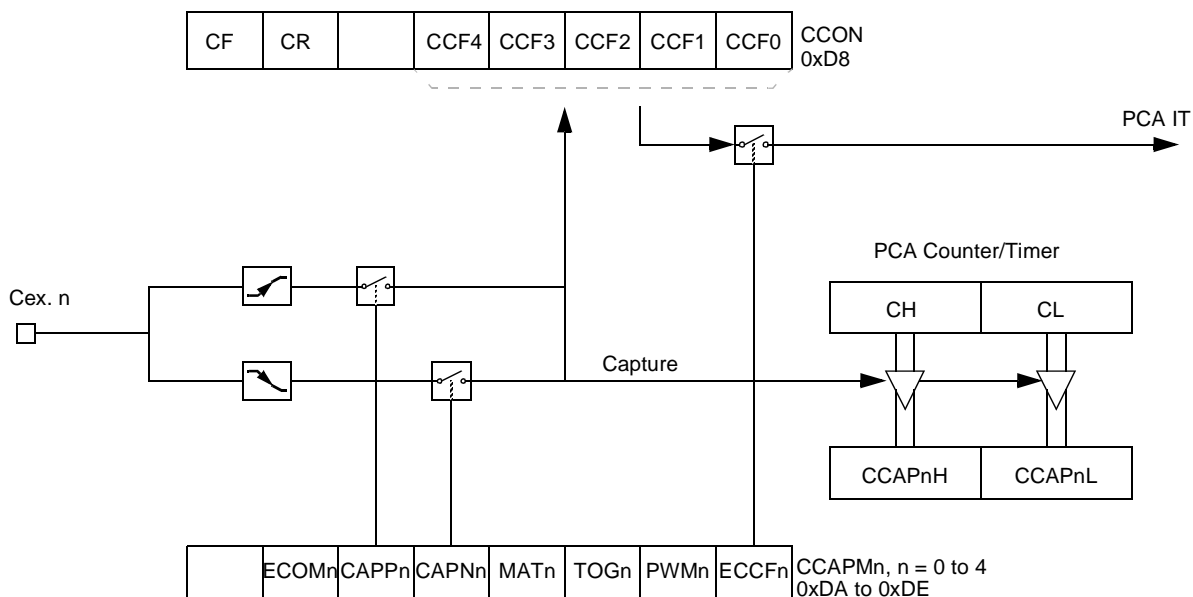 CF CR CCF4 CCF3 CCF2 CCF1 CCF0 CCON
0xD8
PCA IT
PCA Counter/Timer
Cex. n
CH CL
Capture
CCAPnH CCAPnL
ECOMn CAPPn CAPNn MATn TOGn PWMn ECCFn CCAPMn, n = 0 to 4
0xDA to 0xDE